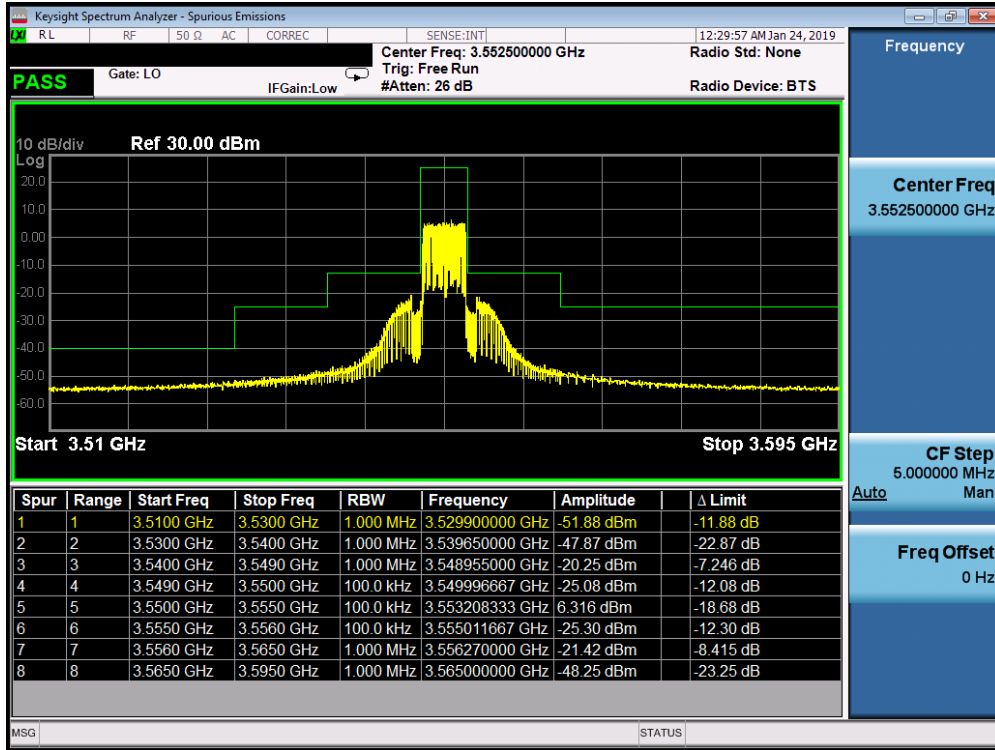 Keysight Spectrum Analyzer - Spurious Emissions
LXI RL RF 50 Ω AC CORREC SENSE:INT 12:29:57 AM Jan 24, 2019
Center Freq: 3.552500000 GHz Radio Std: None
PASS Gate: LO Trig: Free Run
IFGain:Low #Atten: 26 dB Radio Device: BTS
10 dB/div Ref 30.00 dBm
Log
20.0
10.0
0.00
-10.0
-20.0
-30.0
-40.0
-50.0
-60.0
Start 3.51 GHz Stop 3.595 GHz
Spur Range Start Freq Stop Freq RBW Frequency Amplitude Δ Limit
1 1 3.5100 GHz 3.5300 GHz 1.000 MHz 3.529900000 GHz -51.88 dBm -11.88 dB
2 2 3.5300 GHz 3.5400 GHz 1.000 MHz 3.539650000 GHz -47.87 dBm -22.87 dB
3 3 3.5400 GHz 3.5490 GHz 1.000 MHz 3.548955000 GHz -20.25 dBm -7.246 dB
4 4 3.5490 GHz 3.5500 GHz 100.0 kHz 3.549996667 GHz -25.08 dBm -12.08 dB
5 5 3.5500 GHz 3.5550 GHz 100.0 kHz 3.553208333 GHz 6.316 dBm -18.68 dB
6 6 3.5550 GHz 3.5560 GHz 100.0 kHz 3.555011667 GHz -25.30 dBm -12.30 dB
7 7 3.5560 GHz 3.5650 GHz 1.000 MHz 3.556270000 GHz -21.42 dBm -8.415 dB
8 8 3.5650 GHz 3.5950 GHz 1.000 MHz 3.565000000 GHz -48.25 dBm -23.25 dB
MSG STATUS
Frequency
Center Freq
3.552500000 GHz
CF Step
5.000000 MHz
Auto Man
Freq Offset
0 Hz